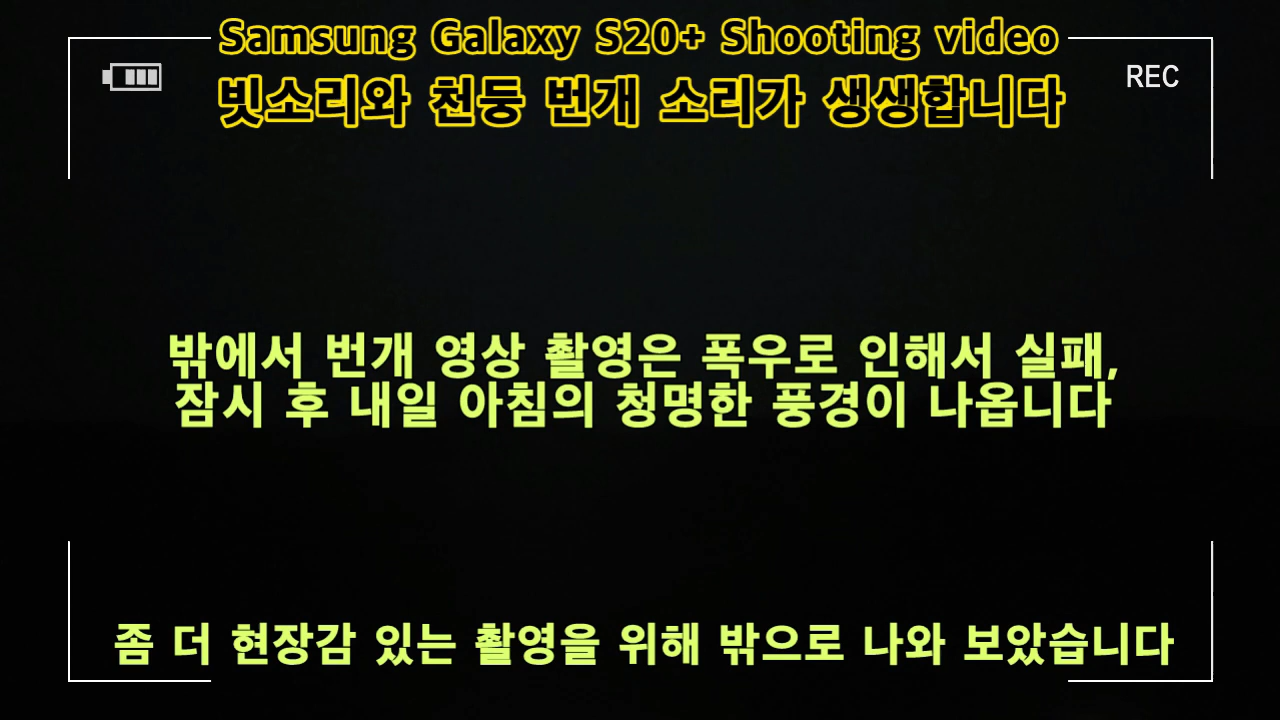 Samsung Galaxy S20+ Shooting video
빗소리와 천둥 번개 소리가 생생합니다
REC
밖에서 번개 영상 촬영은 폭우로 인해서 실패,
잠시 후 내일 아침의 청명한 풍경이 나옵니다
좀 더 현장감 있는 촬영을 위해 밖으로 나와 보았습니다